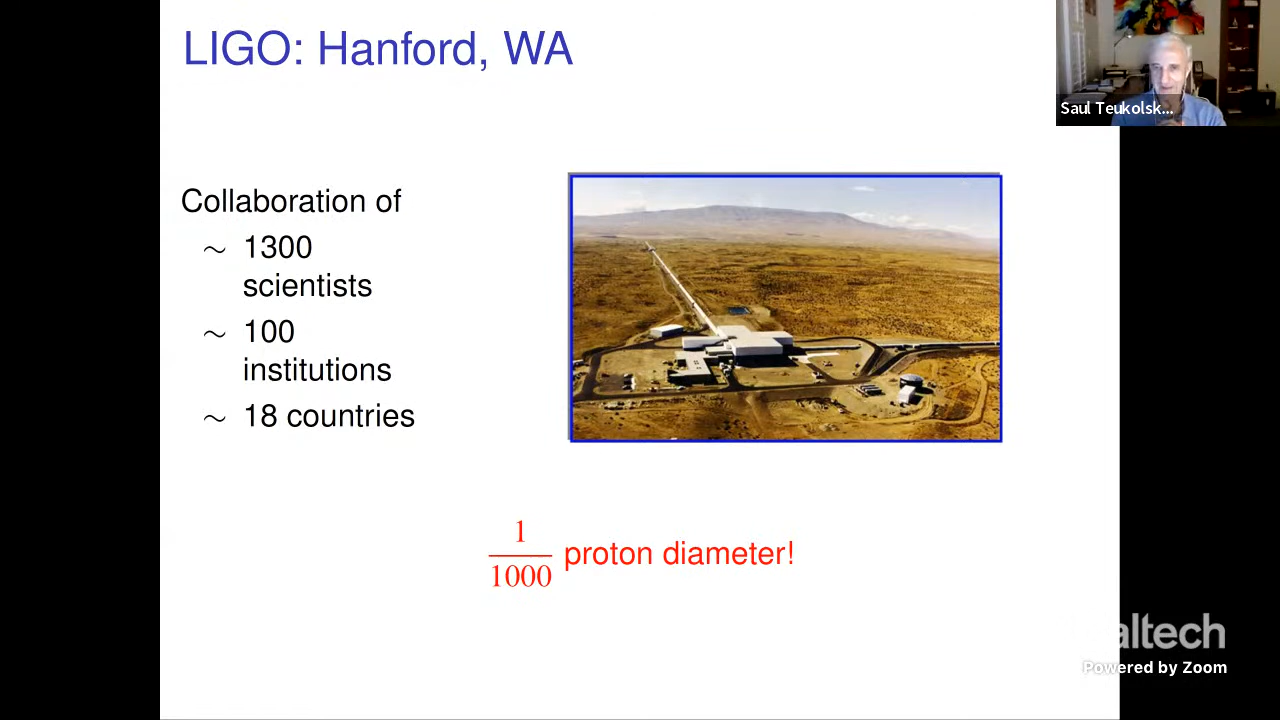 LIGO: Hanford, WA
Saul Teukolsk...
Collaboration of
∼ 1300
scientists
∼ 100
institutions
∼ 18 countries
1
1000
proton diameter!
altech
Powered by Zoom